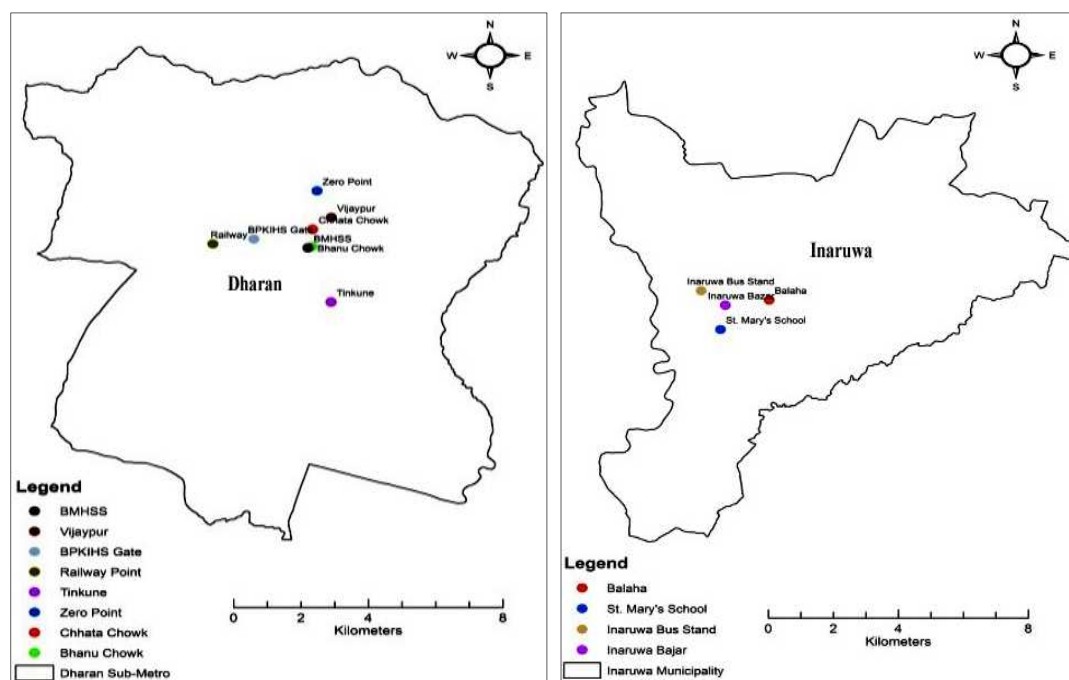 N
W E
S
Zero Point
Vijaypur
Chhata Chowk
BPKIHS Gate
Railway
BMHSS
Bhanu Chowk
Dharan
Tinkune
Legend
BMHSS
Vijaypur
BPKIHS Gate
Railway Point
Tinkune
Zero Point
Chhata Chowk
Bhanu Chowk
Dharan Sub-Metro
0 2 4 8
Kilometers
N
W E
S
Inaruwa
Inaruwa Bus Stand
Balaha
Inaruwa Bazar
St. Mary's School
Legend
Balaha
St. Mary's School
Inaruwa Bus Stand
Inaruwa Bajar
Inaruwa Municipality
0 2 4 8
Kilometers